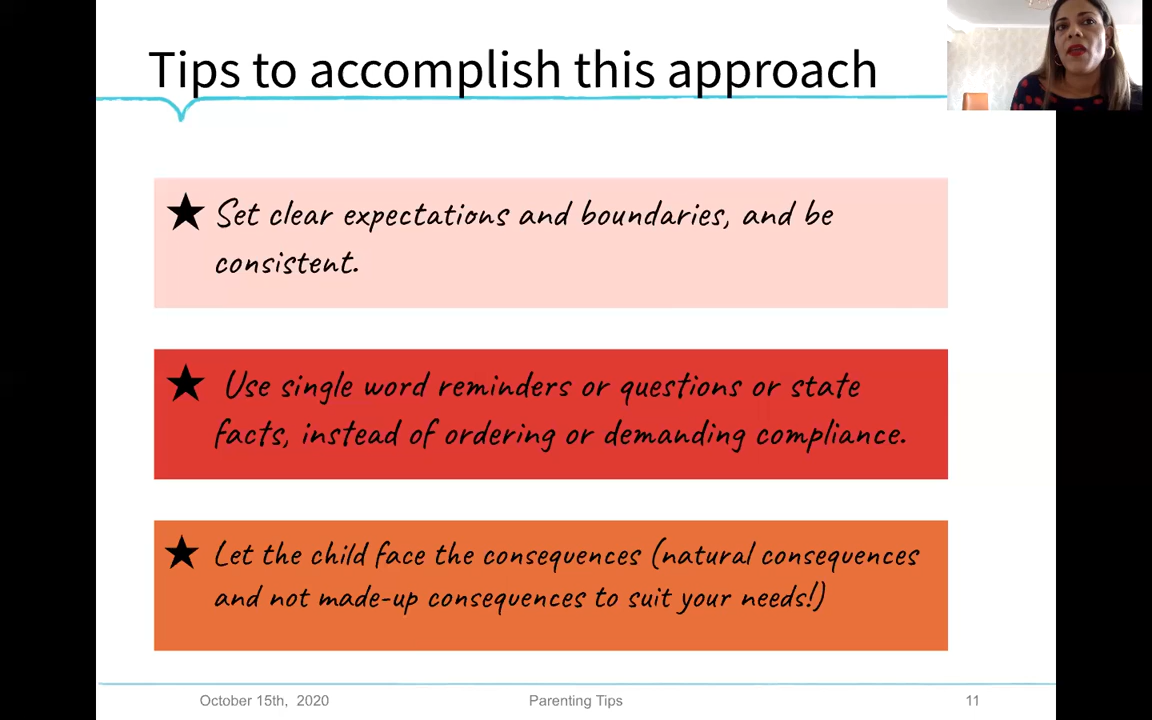 Tips to accomplish this approach
★ Set clear expectations and boundaries, and be
consistent.
★ Use single word reminders or questions or state
facts, instead of ordering or demanding compliance.
★ Let the child face the consequences (natural consequences
and not made-up consequences to suit your needs!)
October 15th, 2020
Parenting Tips
11